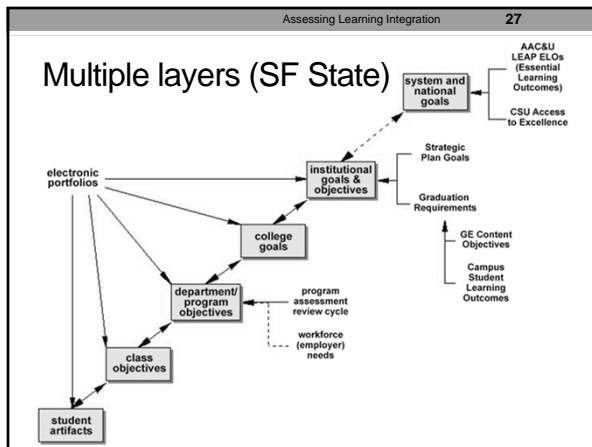 Assessing Learning Integration 27
Multiple layers (SF State)
AAC&U
LEAP ELOs
(Essential
Learning
Outcomes)
system and
national
goals
CSU Access
to Excellence
Strategic
Plan Goals
electronic
portfolios
institutional
goals &
objectives
Graduation
Requirements
college
goals
GE Content
Objectives
Campus
Student
Learning
Outcomes
department/
program
objectives
program
assessment
review cycle
workforce
(employer)
needs
class
objectives
student
artifacts